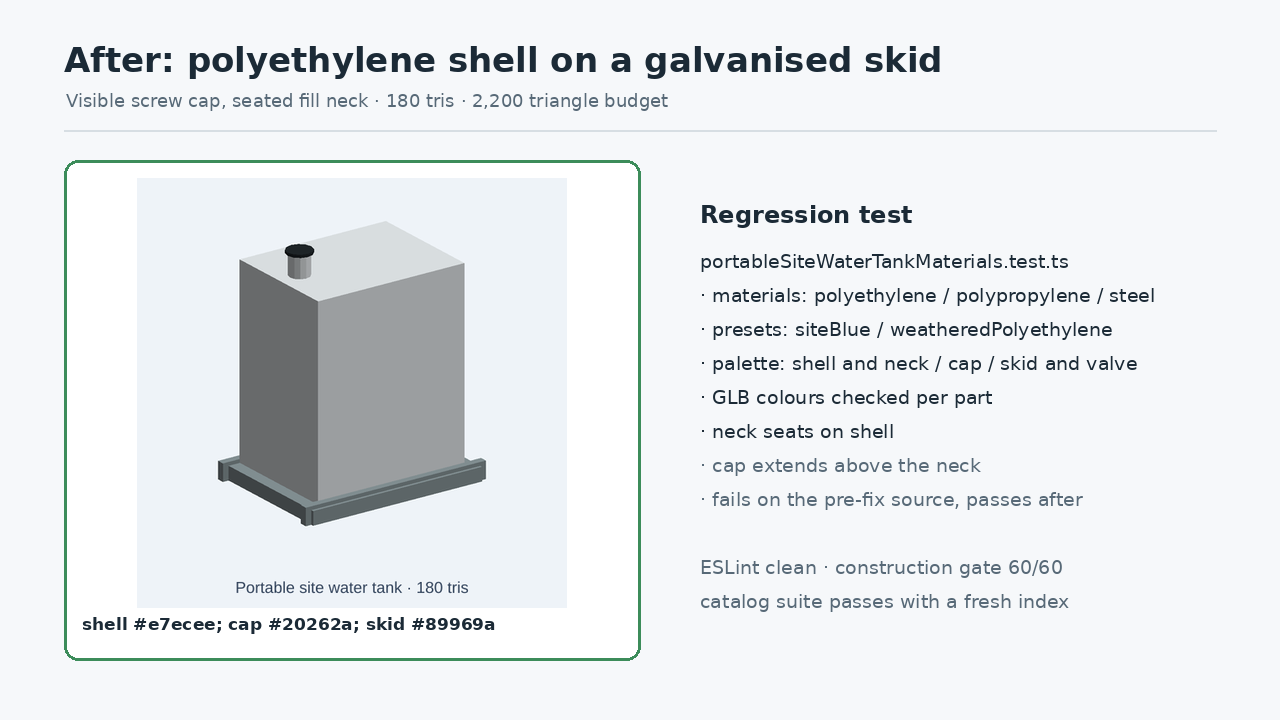 After: polyethylene shell on a galvanised skid
Visible screw cap, seated fill neck · 180 tris · 2,200 triangle budget
Portable site water tank · 180 tris
shell #e7ecee; cap #20262a; skid #89969a
Regression test
portableSiteWaterTankMaterials.test.ts
· materials: polyethylene / polypropylene / steel
· presets: siteBlue / weatheredPolyethylene
· palette: shell and neck / cap / skid and valve
· GLB colours checked per part
· neck seats on shell
· cap extends above the neck
· fails on the pre-fix source, passes after
ESLint clean · construction gate 60/60
catalog suite passes with a fresh index